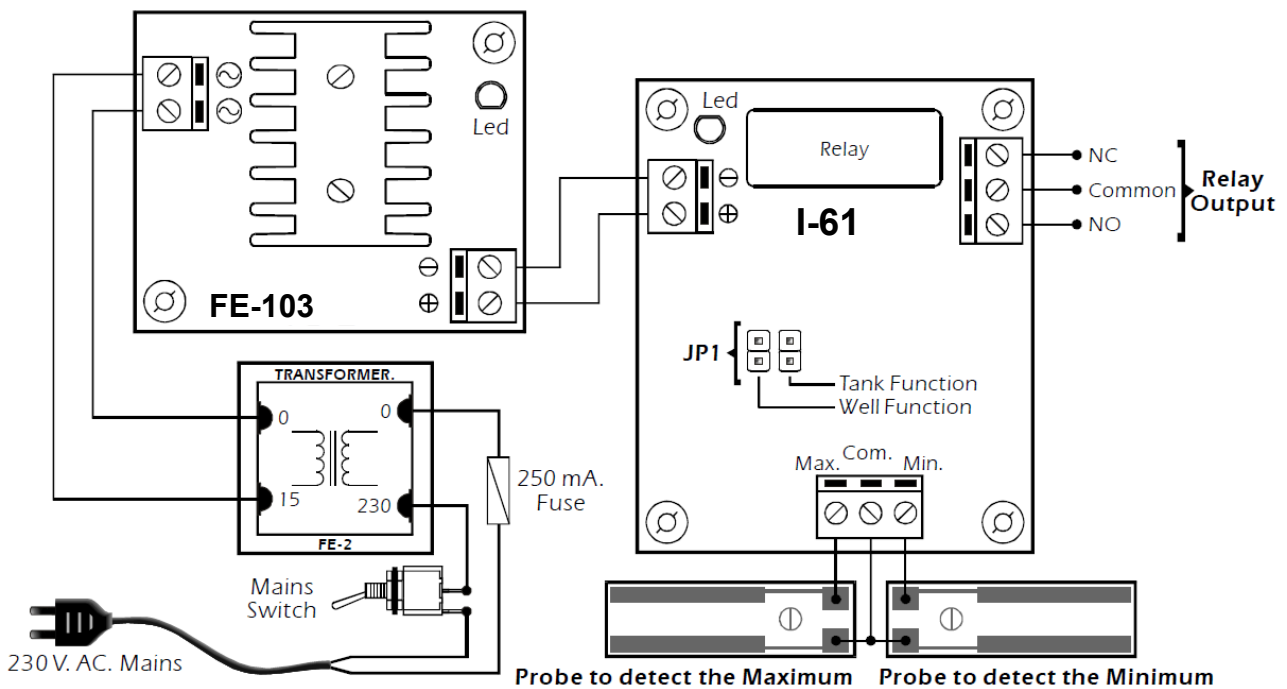 Led
FE-103
Led
Relay
I-61
NC
Common
NO
Relay
Output
JP1
Tank Function
Well Function
Max. Com. Min.
TRANSFORMER.
0 0
15 230
FE-2
250 mA.
Fuse
Mains
Switch
230 V. AC. Mains
Probe to detect the Maximum
Probe to detect the Minimum